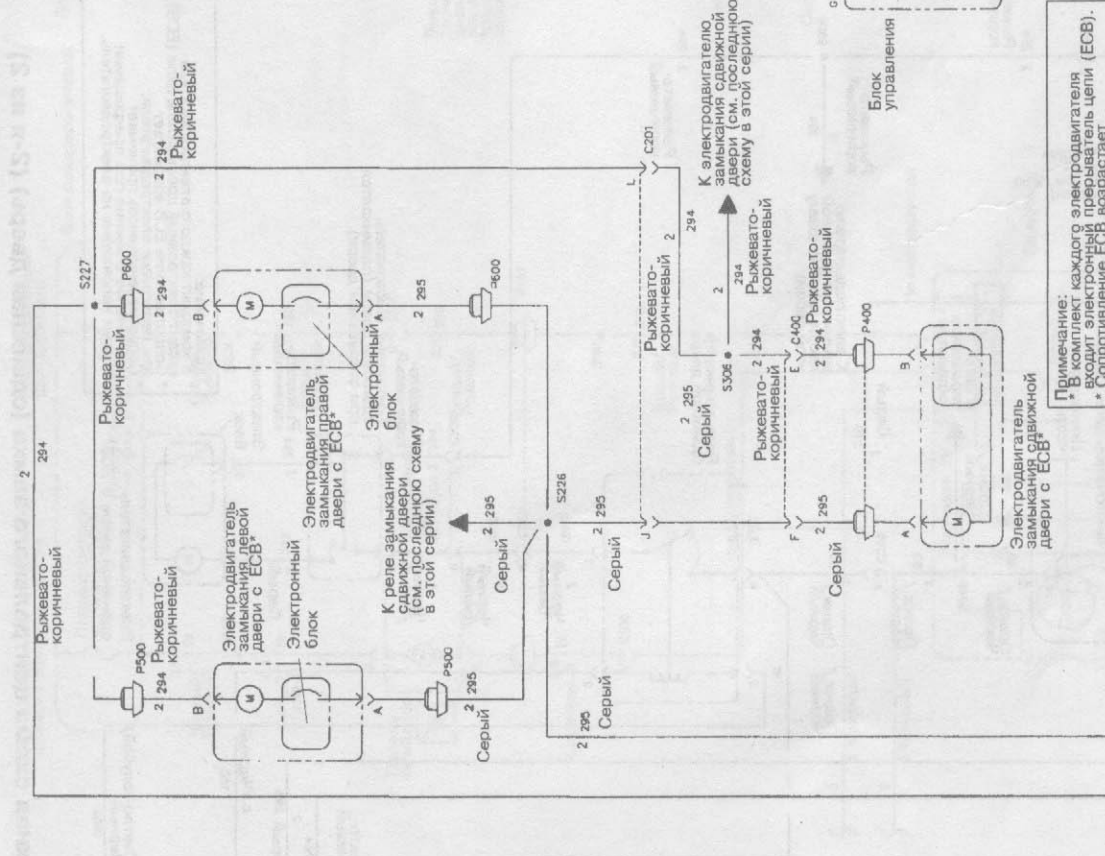 2 294
Рыжевато-
коричневый
S227
2 294
Рыжевато-
коричневый
Рыжевато-
коричневый
P500
2 294
Рыжевато-
коричневый
P600
2 294
B
M
A
Электродвигатель
замыкания левой
двери с ECB*
Электронный
блок
B
M
A
Электродвигатель
замыкания правой
двери с ECB*
Электронный
блок
P500
2 295
Серый
2 295
P600
К реле замыкания
сдвижной двери
(см. последнюю схему
в этой серии)
2 295
Серый
S226
2 295
Серый
2 295
Серый
J
L
C201
Рыжевато-
коричневый
2
294
2 295
Серый
S306
2 294
Рыжевато-
коричневый
К электродвигателю
замыкания сдвижной
двери (см. последнюю
схему в этой серии)
2 294
Рыжевато-
коричневый
F
E
C400
2 294
Рыжевато-
коричневый
2 295
Серый
P400
A
B
M
Электродвигатель
замыкания сдвижной
двери с ECB*
Блок
управления
Примечание:
* В комплект каждого электродвигателя
входит электронный прерыватель цепи (ECB).
* Сопротивление ECB возрастает